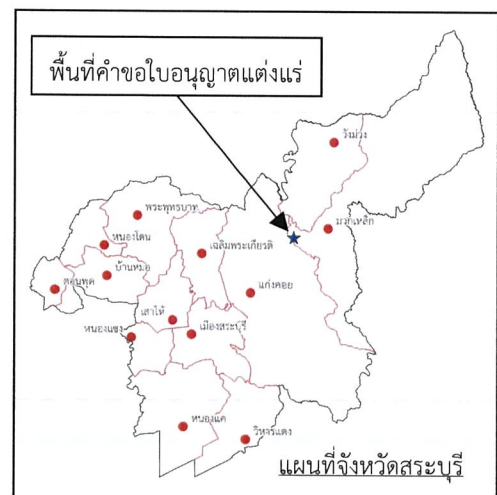 พื้นที่คำขอใบอนุญาตแต่งแร่
วังม่วง
พระพุทธบาท
มวกเหล็ก
หนองโดน
เฉลิมพระเกียรติ
บ้านหมอ
ดอนพุด
แก่งคอย
เสาไห้
หนองแซง
เมืองสระบุรี
หนองแค
วิหารแดง
แผนที่จังหวัดสระบุรี